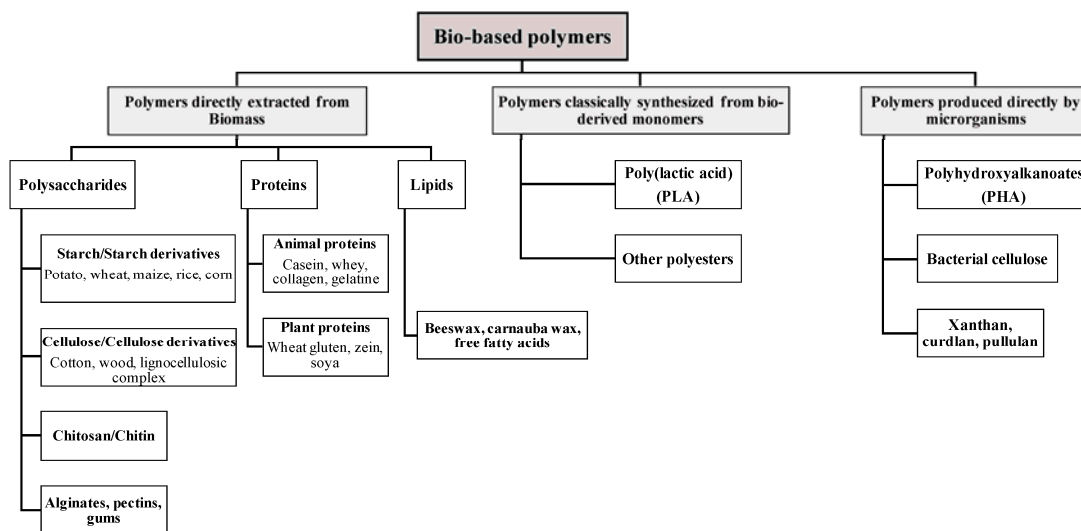 Bio-based polymers
Polymers directly extracted from
Biomass
Polymers classically synthesized from bio-
derived monomers
Polymers produced directly by
microrganisms
Polysaccharides
Proteins
Lipids
Starch/Starch derivatives
Potato, wheat, maize, rice, corn
Cellulose/Cellulose derivatives
Cotton, wood, lignocellulosic
complex
Chitosan/Chitin
Alginates, pectins,
gums
Animal proteins
Casein, whey,
collagen, gelatine
Plant proteins
Wheat gluten, zein,
soya
Beeswax, carnauba wax,
free fatty acids
Poly(lactic acid)
(PLA)
Other polyesters
Polyhydroxyalkanoates
(PHA)
Bacterial cellulose
Xanthan,
curdlan, pullulan